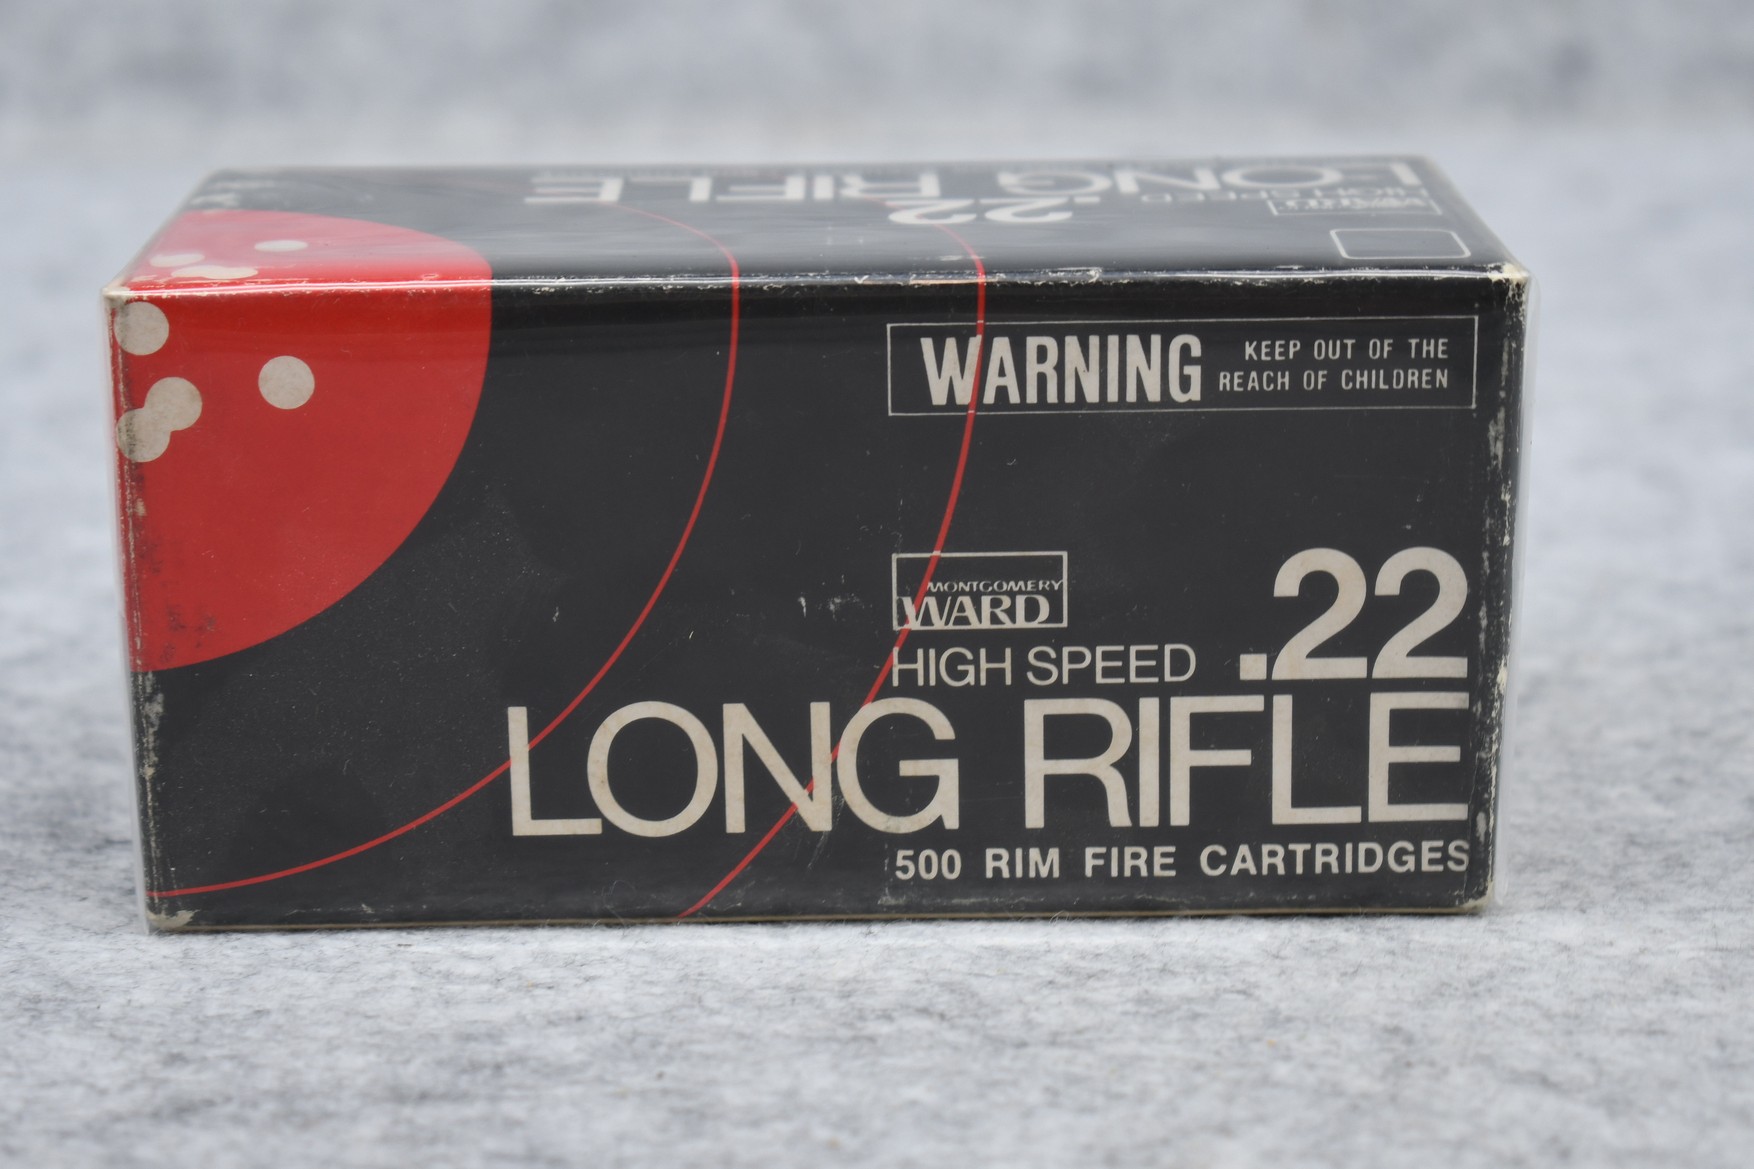 LONG RIFLE
.22
WARNING
KEEP OUT OF THE
REACH OF CHILDREN
MONTGOMERY
WARD
HIGH SPEED
.22
LONG RIFLE
500 RIM FIRE CARTRIDGES